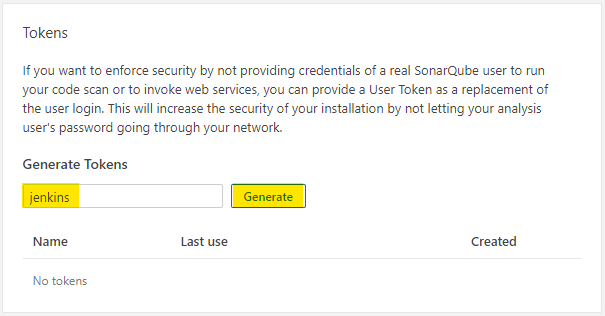 Tokens
If you want to enforce security by not providing credentials of a real SonarQube user to run
your code scan or to invoke web services, you can provide a User Token as a replacement of
the user login. This will increase the security of your installation by not letting your analysis
user's password going through your network.
Generate Tokens
jenkins Generate
Name Last use Created
No tokens